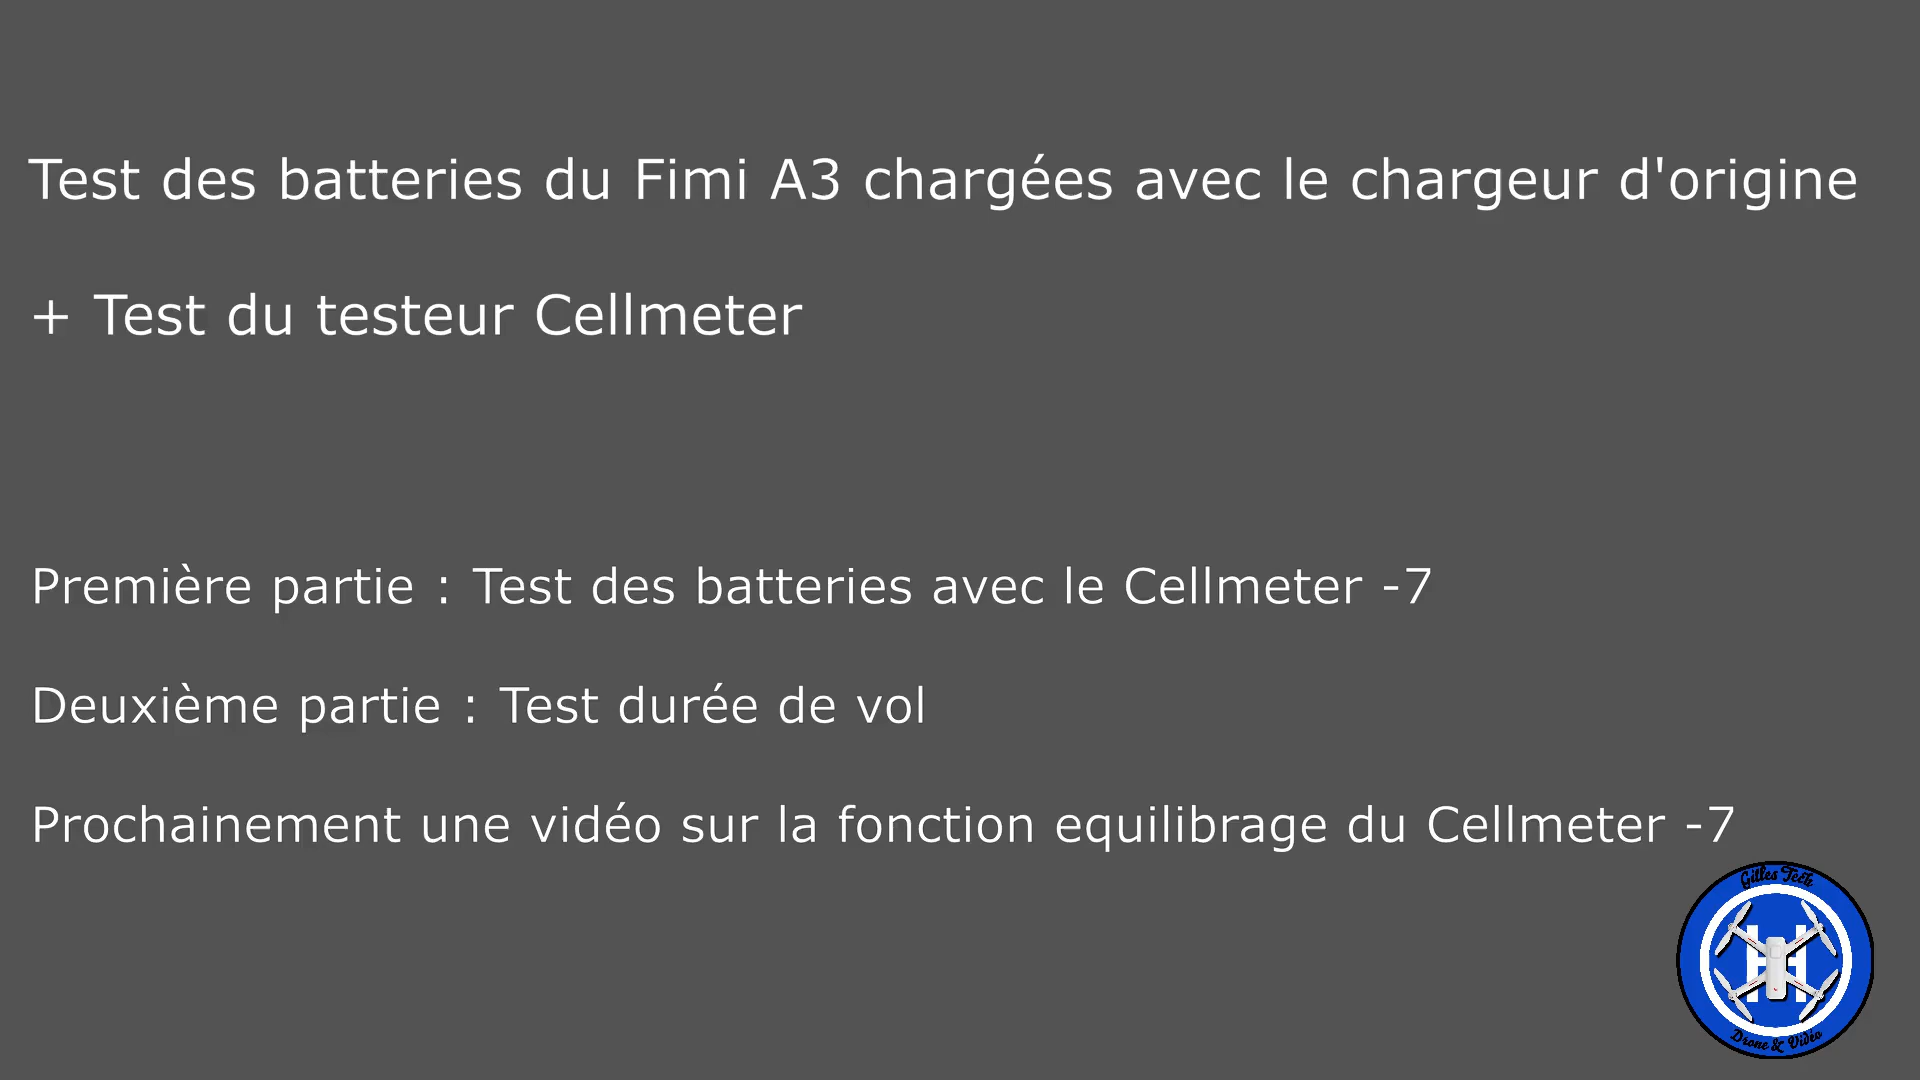 Test des batteries du Fimi A3 chargées avec le chargeur d'origine
+ Test du testeur Cellmeter
Première partie : Test des batteries avec le Cellmeter -7
Deuxième partie : Test durée de vol
Prochainement une vidéo sur la fonction equilibrage du Cellmeter -7
Gilles Tech
H
Drone & Vidéo